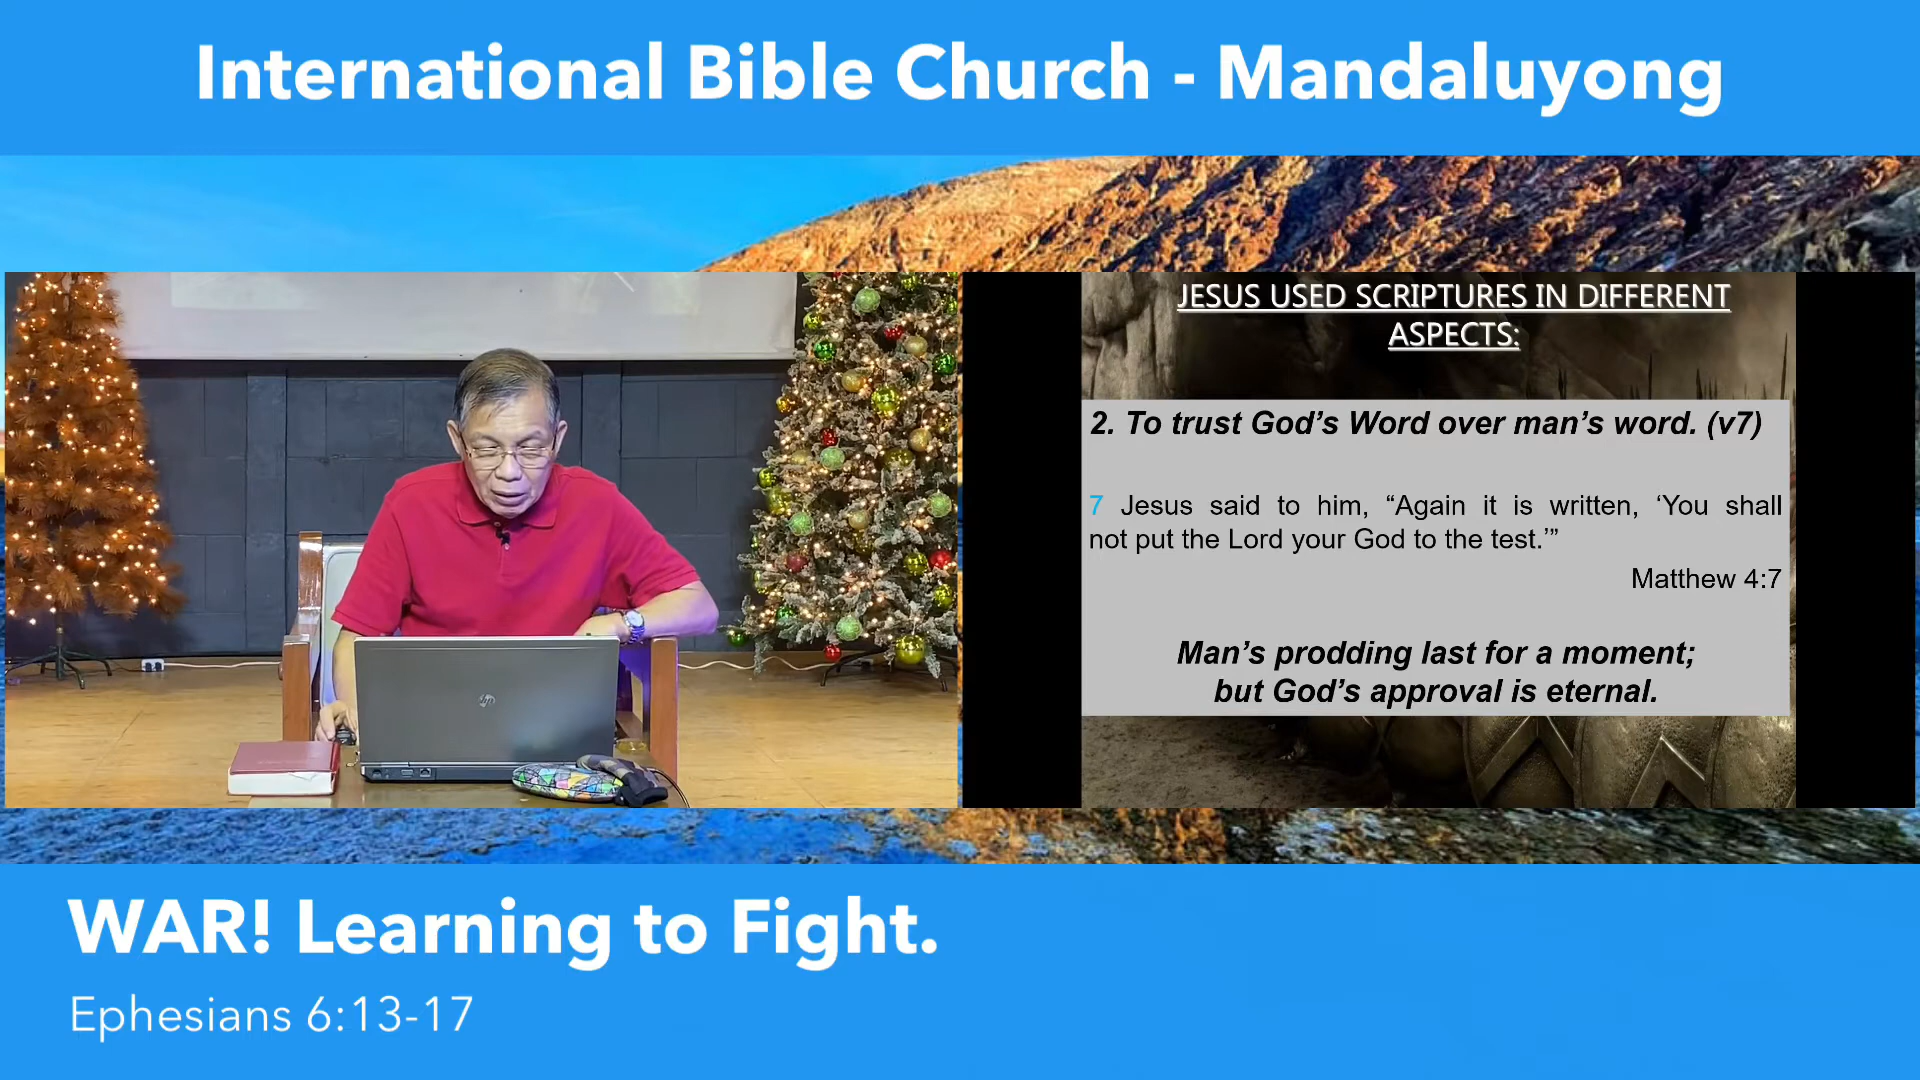 International Bible Church - Mandaluyong
JESUS USED SCRIPTURES IN DIFFERENT
ASPECTS:
2. To trust God’s Word over man’s word. (v7)
7 Jesus said to him, “Again it is written, ‘You shall
not put the Lord your God to the test.’”
Matthew 4:7
Man’s prodding last for a moment;
but God’s approval is eternal.
hp
WAR! Learning to Fight.
Ephesians 6:13-17